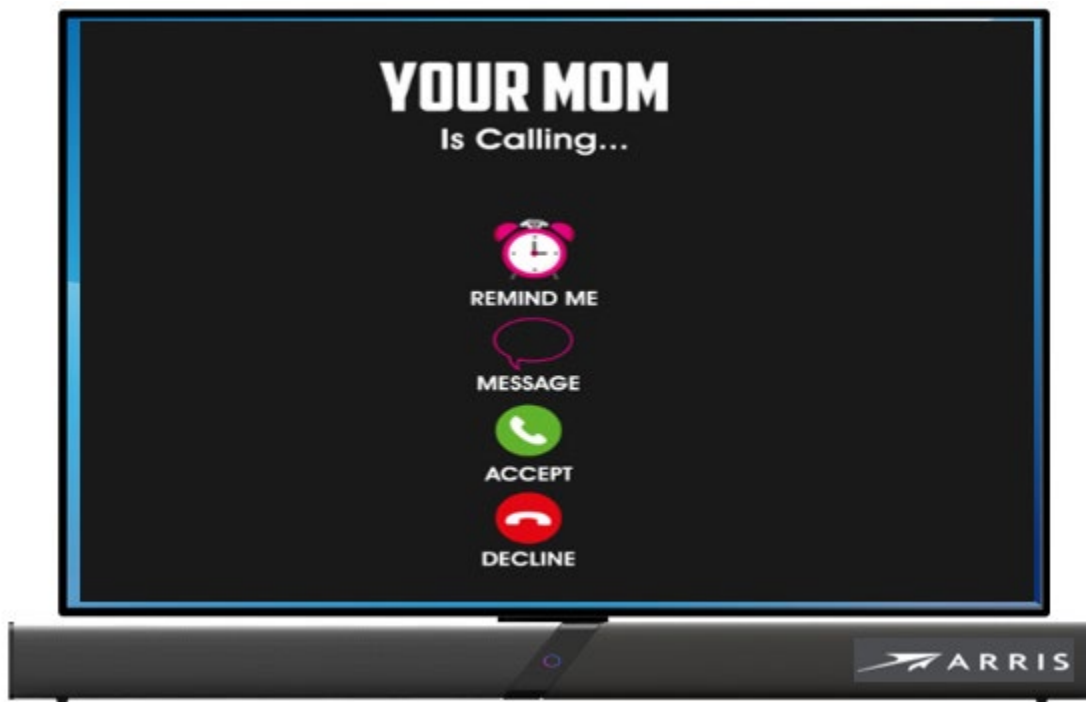 YOUR MOM
Is Calling...
REMIND ME
MESSAGE
ACCEPT
DECLINE
ARRIS